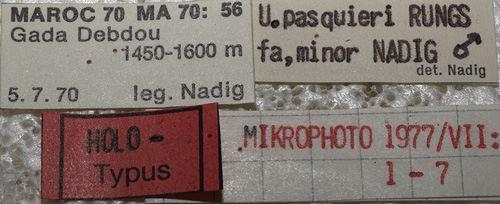 MAROC 70 MA 70: 56
Gada Debdou
1450-1600 m
5.7.70 leg. Nadig
U.pasquieri RUNGS
fa,minor NADIG ♂
det. Nadig
HOLO-
Typus
MIKROPHOTO 1977/VII:
1 - 7